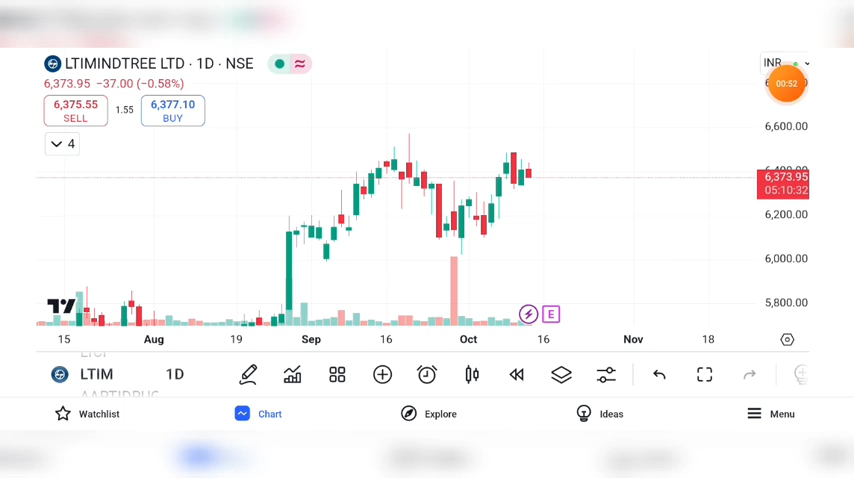 LTIMINDTREE LTD · 1D · NSE
INR
00:52
6,373.95 −37.00 (−0.58%)
6,375.55
SELL
1.55
6,377.10
BUY
4
6,600.00
6,400.00
6,373.95
05:10:32
6,200.00
6,000.00
5,800.00
E
15 Aug 19 Sep 16 Oct 16 Nov 18
LTIM 1D
Watchlist Chart Explore Ideas Menu